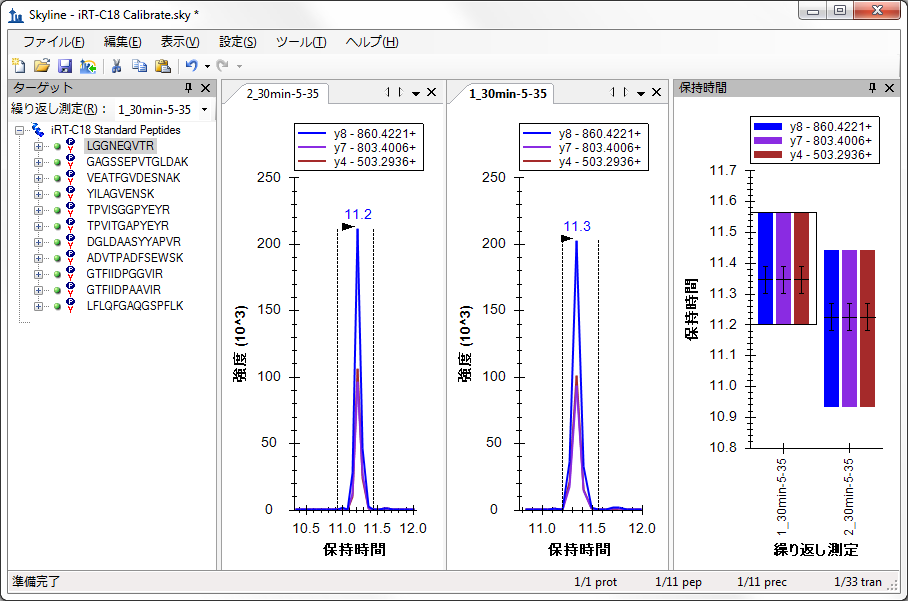 Skyline - iRT-C18 Calibrate.sky *
ファイル(F) 編集(E) 表示(V) 設定(S) ツール(T) ヘルプ(H)
ターゲット
繰り返し測定(R): 1_30min-5-35
iRT-C18 Standard Peptides
LGGNEQVTR
GAGSSEPVTGLDAK
VEATFGVDESNAK
YILAGVENSK
TPVISGGPYEYR
TPVITGAPYEYR
DGLDAASYYAPVR
ADVTPADFSEWSK
GTFIIDPGGVIR
GTFIIDPAAVIR
LFLQFGAQGSPFLK
2_30min-5-35
y8 - 860.4221+
y7 - 803.4006+
y4 - 503.2936+
250
200
150
100
50
0
11.2
強度 (10^3)
10.5 11.0 11.5 12.0
保持時間
1_30min-5-35
y8 - 860.4221+
y7 - 803.4006+
y4 - 503.2936+
250
200
150
100
50
0
11.3
強度 (10^3)
11.0 11.5 12.0
保持時間
保持時間
y8 - 860.4221+
y7 - 803.4006+
y4 - 503.2936+
11.7
11.6
11.5
11.4
11.3
11.2
11.1
11.0
10.9
10.8
保持時間
1_30min-5-35
2_30min-5-35
繰り返し測定
準備完了 1/1 prot 1/11 pep 1/11 prec 1/33 tran